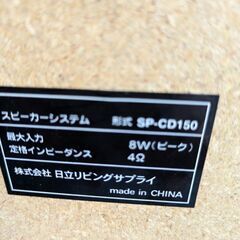 スピーカーシステム 形式 SP-CD150
最大入力 8W(ピーク)
定格インピーダンス 4Ω
株式会社 日立リビングサプライ
made in CHINA